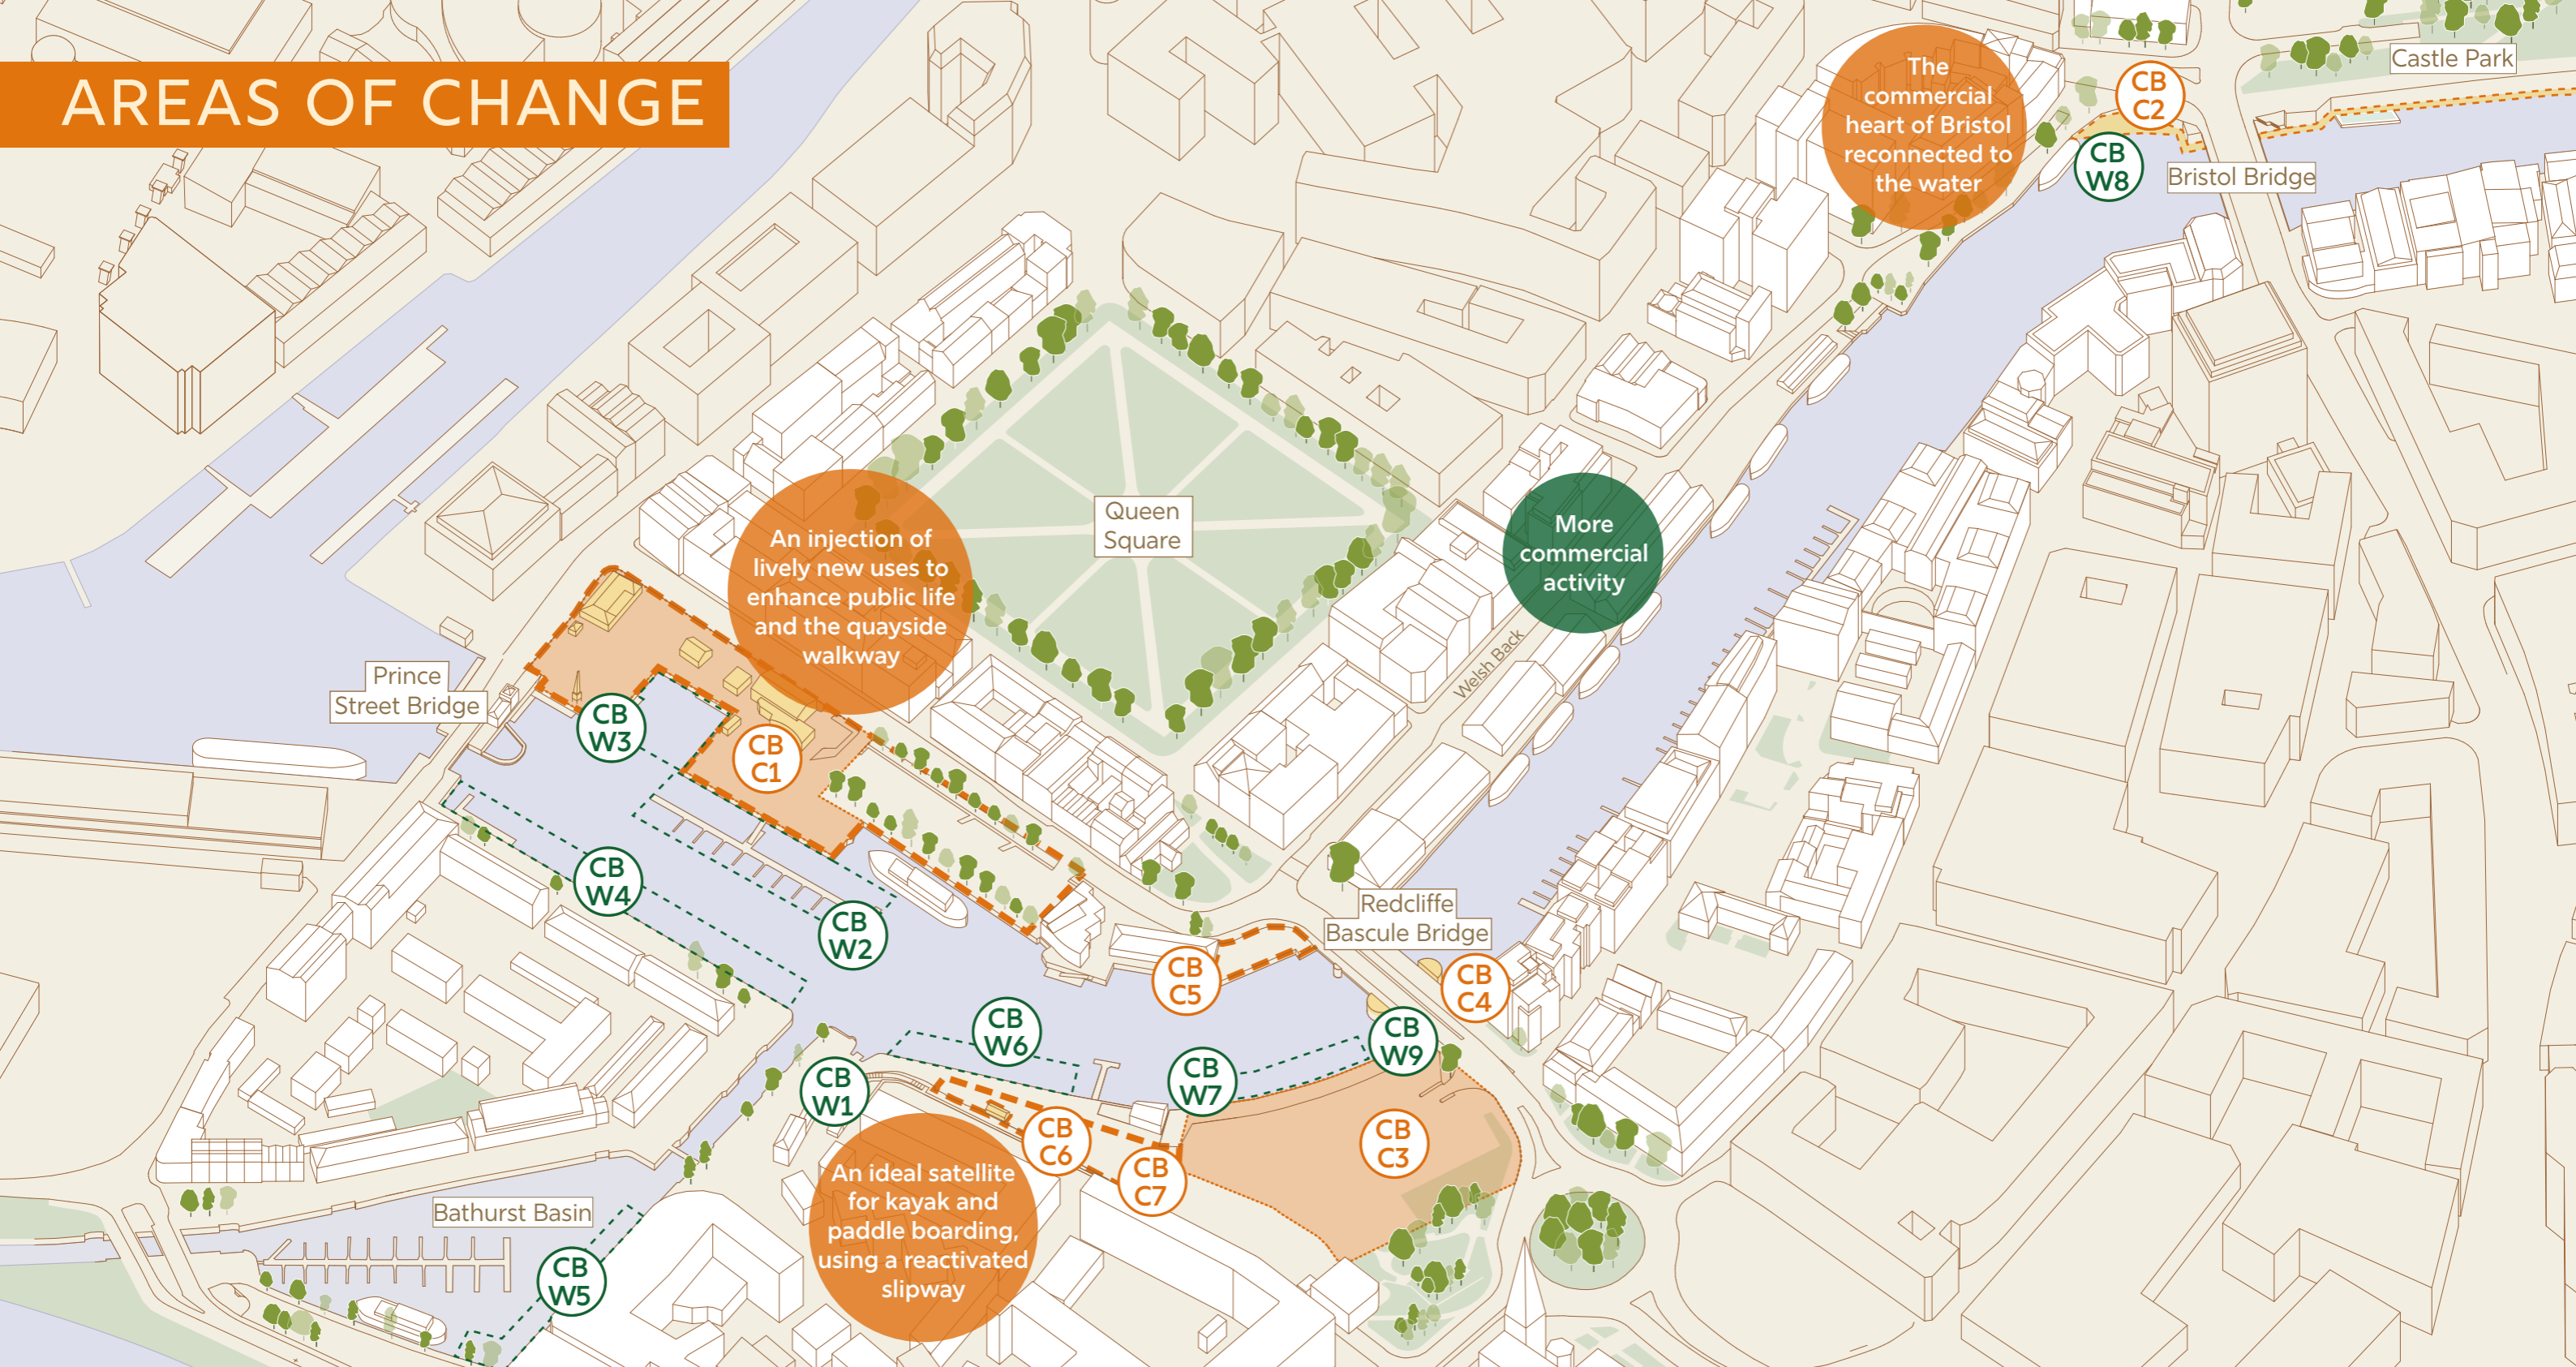 AREAS OF CHANGE
The
commercial
heart of Bristol
reconnected to
the water
CB
C2
Castle Park
CB
W8
Bristol Bridge
Queen
Square
More
commercial
activity
An injection of
lively new uses to
enhance public life
and the quayside
walkway
Welsh Back
Prince
Street Bridge
CB
W3
CB
C1
CB
W4
CB
W2
Redcliffe
Bascule Bridge
CB
C5
CB
C4
CB
W6
CB
W9
CB
W7
CB
W1
CB
C6
CB
C3
CB
C7
An ideal satellite
for kayak and
paddle boarding,
using a reactivated
slipway
Bathurst Basin
CB
W5